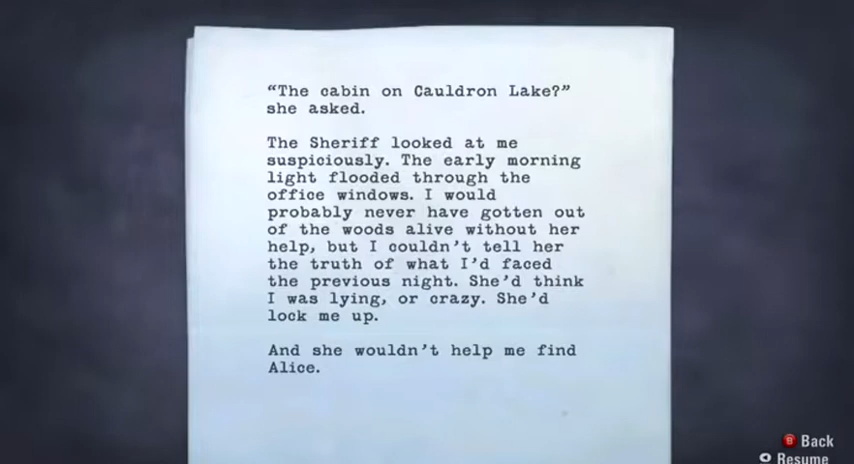 “The cabin on Cauldron Lake?”
she asked.
The Sheriff looked at me
suspiciously. The early morning
light flooded through the
office windows. I would
probably never have gotten out
of the woods alive without her
help, but I couldn’t tell her
the truth of what I’d faced
the previous night. She’d think
I was lying, or crazy. She’d
lock me up.
And she wouldn’t help me find
Alice.
B Back
Resume